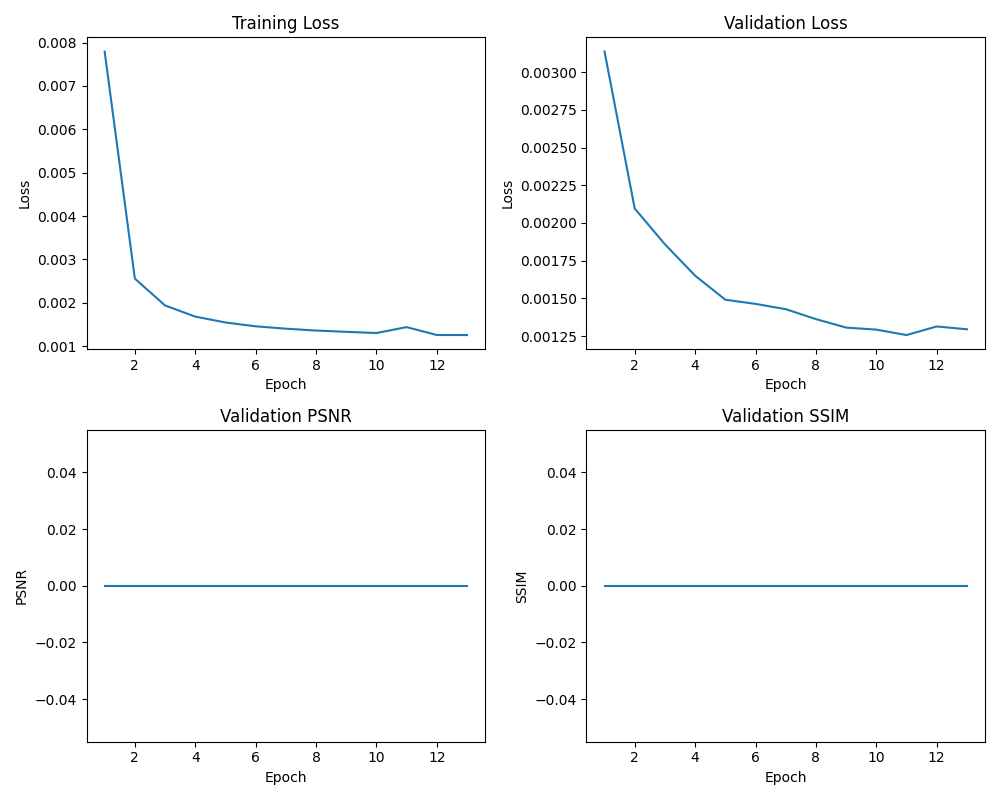 Training Loss
0.008
0.007
0.006
0.005
0.004
0.003
0.002
0.001
Loss
2 4 6 8 10 12
Epoch
Validation Loss
0.00300
0.00275
0.00250
0.00225
0.00200
0.00175
0.00150
0.00125
Loss
2 4 6 8 10 12
Epoch
Validation PSNR
0.04
0.02
0.00
−0.02
−0.04
PSNR
2 4 6 8 10 12
Epoch
Validation SSIM
0.04
0.02
0.00
−0.02
−0.04
SSIM
2 4 6 8 10 12
Epoch